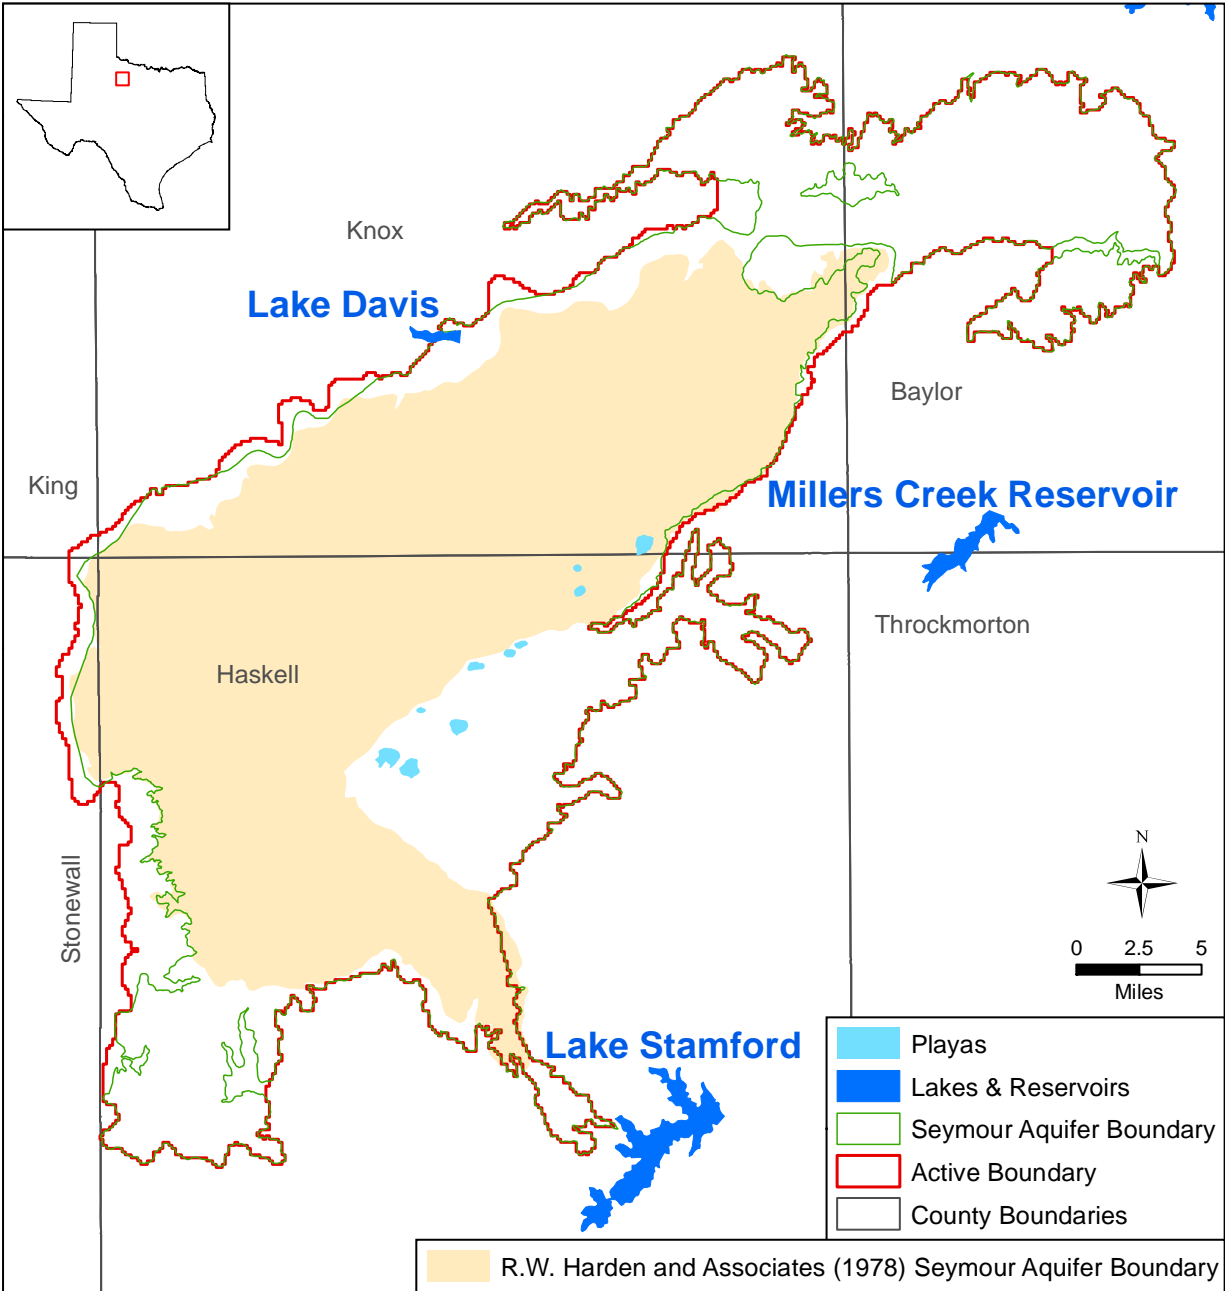 Knox
Lake Davis
Baylor
King
Millers Creek Reservoir
Throckmorton
Haskell
Stonewall
N
0 2.5 5
Miles
Lake Stamford
Playas
Lakes & Reservoirs
Seymour Aquifer Boundary
Active Boundary
County Boundaries
R.W. Harden and Associates (1978) Seymour Aquifer Boundary